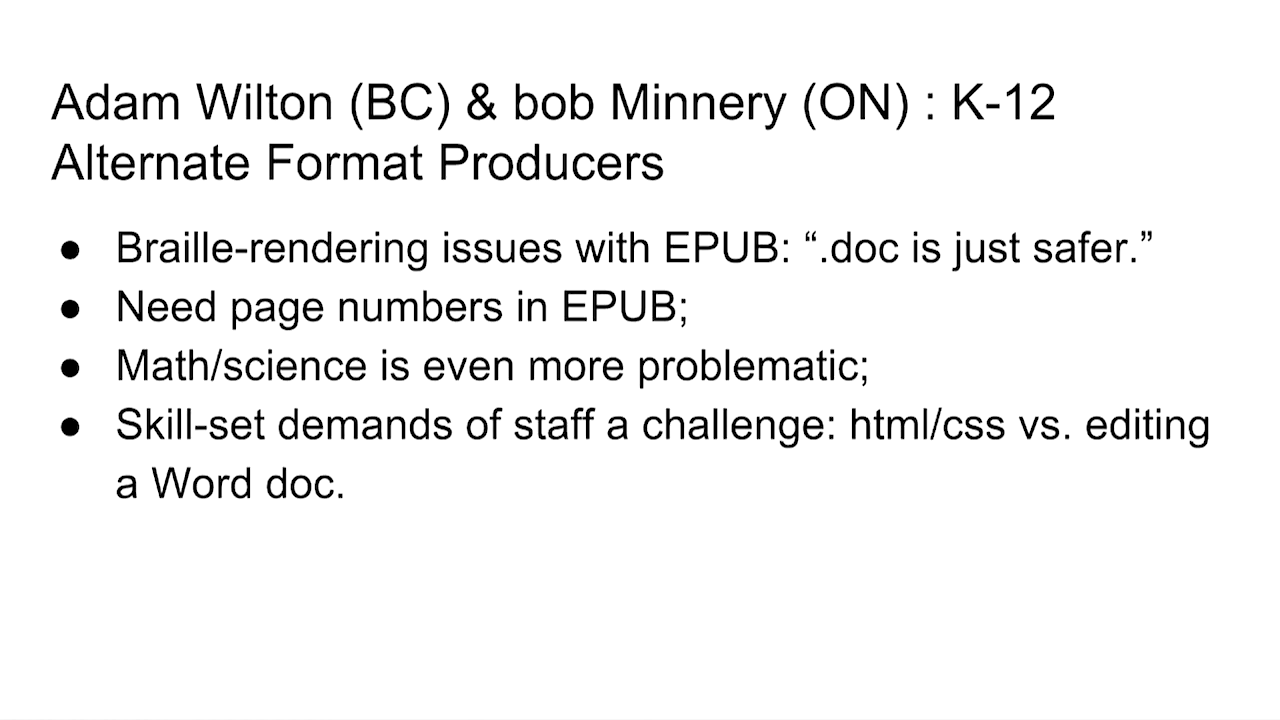 Adam Wilton (BC) & bob Minnery (ON) : K-12
Alternate Format Producers
● Braille-rendering issues with EPUB: “.doc is just safer.”
● Need page numbers in EPUB;
● Math/science is even more problematic;
● Skill-set demands of staff a challenge: html/css vs. editing
a Word doc.